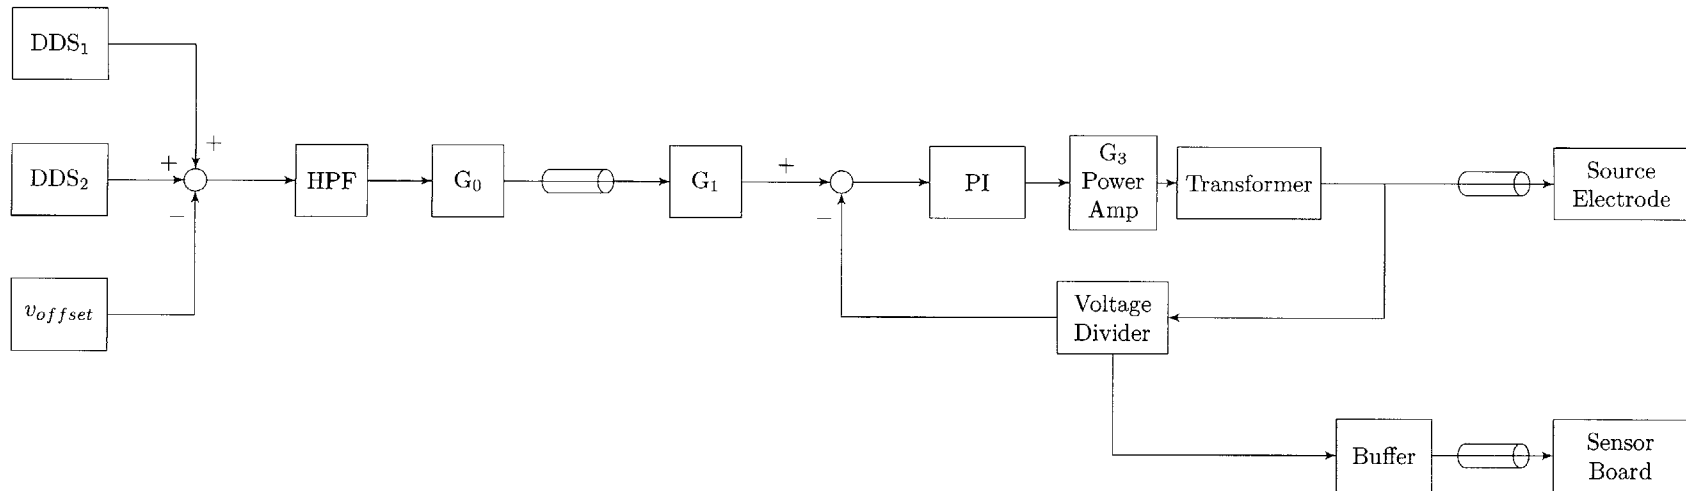 DDS₁
+
DDS₂
+
−
v_offset
HPF
G₀
G₁
+
−
PI
G₃
Power
Amp
Transformer
Source
Electrode
Voltage
Divider
Buffer
Sensor
Board